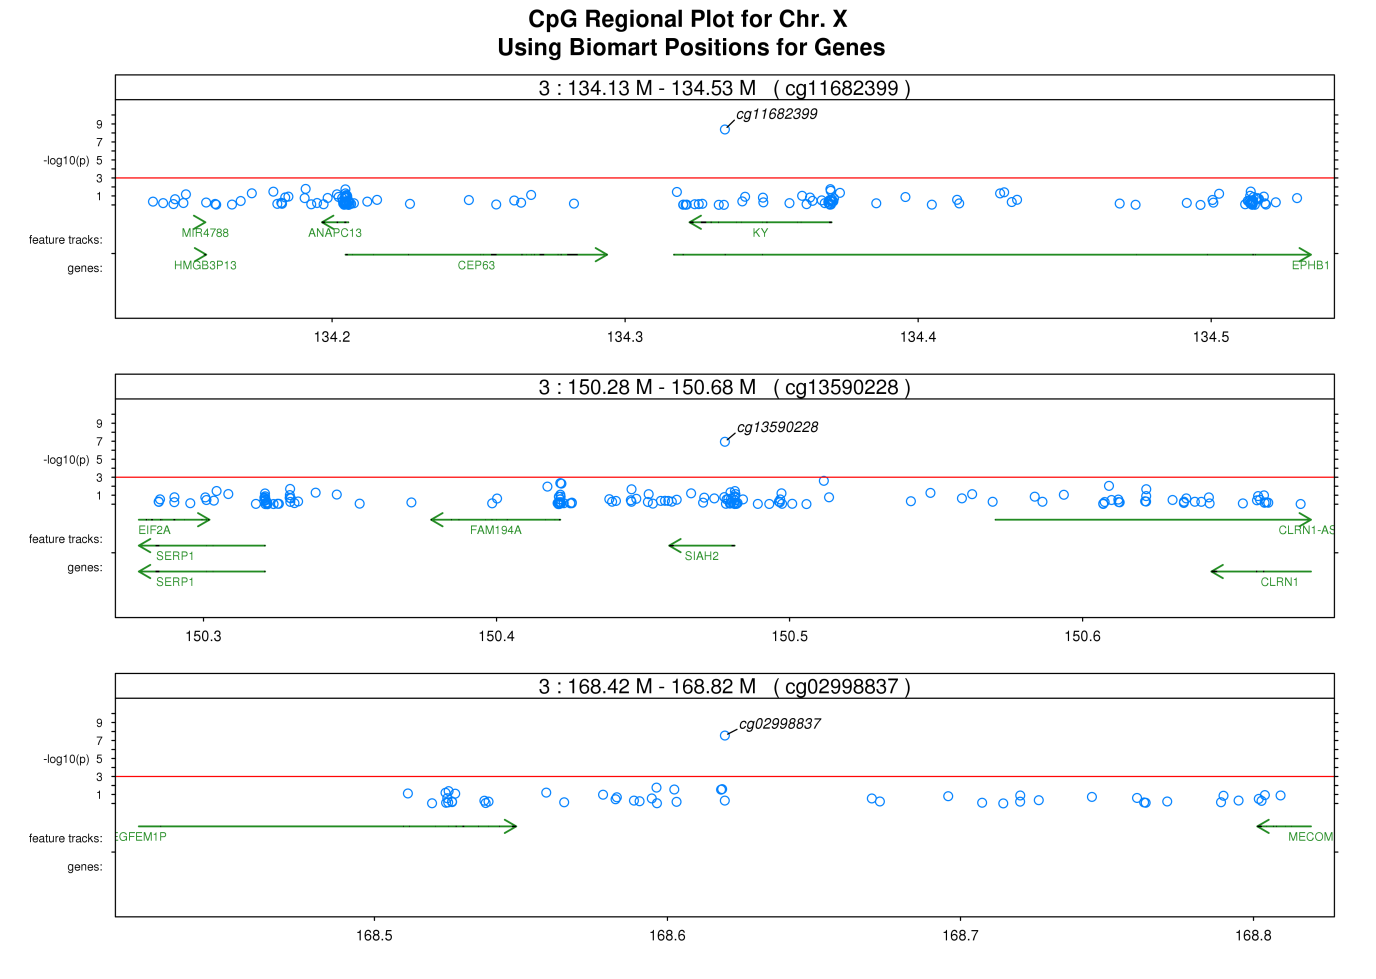 CpG Regional Plot for Chr. X
Using Biomart Positions for Genes
3 : 134.13 M - 134.53 M ( cg11682399 )
cg11682399
9
7
-log10(p) 5
3
1
MIR4788 ANAPC13 KY
feature tracks:
HMGB3P13 CEP63 EPHB1
genes:
134.2 134.3 134.4 134.5
3 : 150.28 M - 150.68 M ( cg13590228 )
cg13590228
9
7
-log10(p) 5
3
1
EIF2A FAM194A CLRN1-AS
feature tracks:
SERP1 SIAH2
genes:
SERP1 CLRN1
150.3 150.4 150.5 150.6
3 : 168.42 M - 168.82 M ( cg02998837 )
cg02998837
9
7
-log10(p) 5
3
1
EGFEM1P MECOM
feature tracks:
genes:
168.5 168.6 168.7 168.8